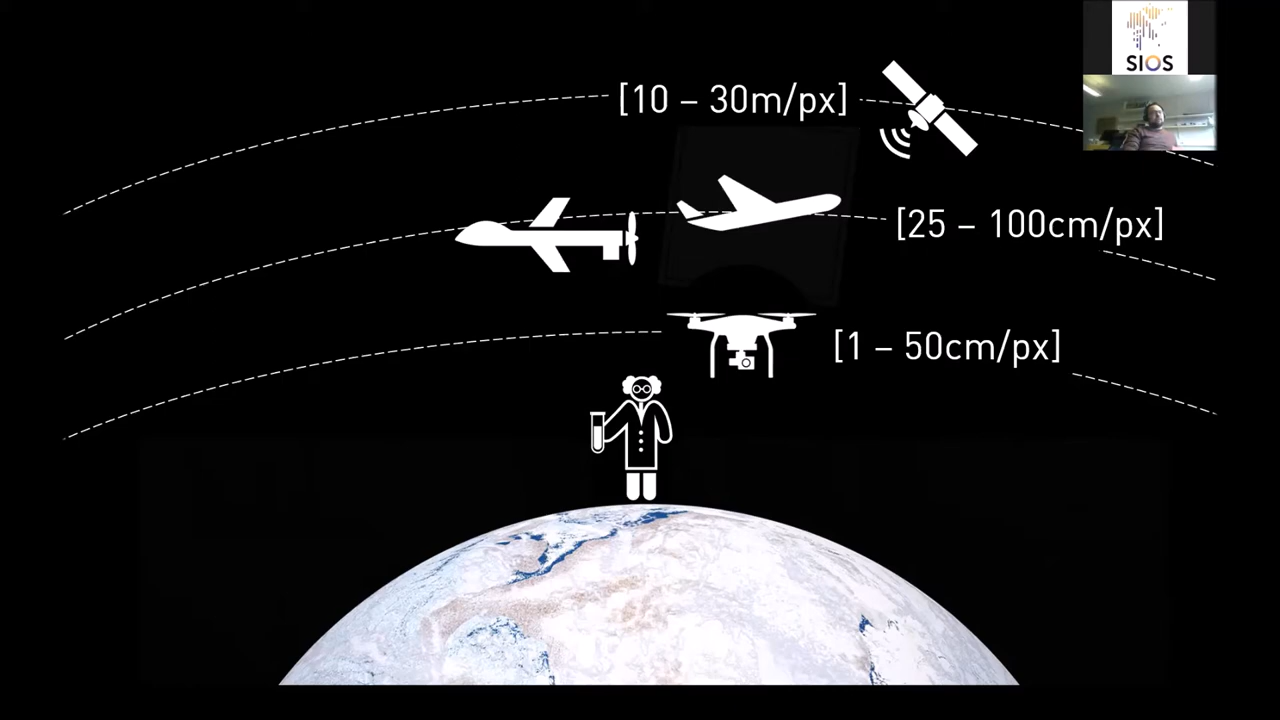 SIOS
[10 – 30m/px]
[25 – 100cm/px]
[1 – 50cm/px]